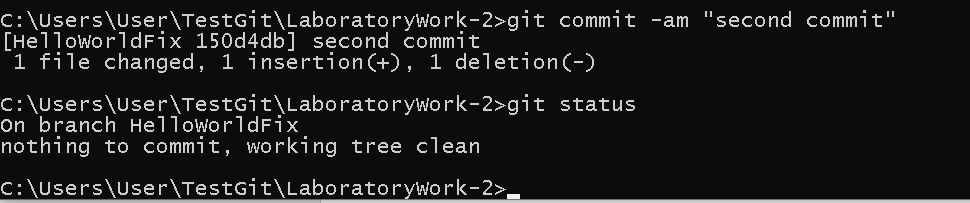 C:\Users\User\TestGit\LaboratoryWork-2>git commit -am "second commit"
[HelloWorldFix 150d4db] second commit
 1 file changed, 1 insertion(+), 1 deletion(-)
C:\Users\User\TestGit\LaboratoryWork-2>git status
On branch HelloWorldFix
nothing to commit, working tree clean
C:\Users\User\TestGit\LaboratoryWork-2>